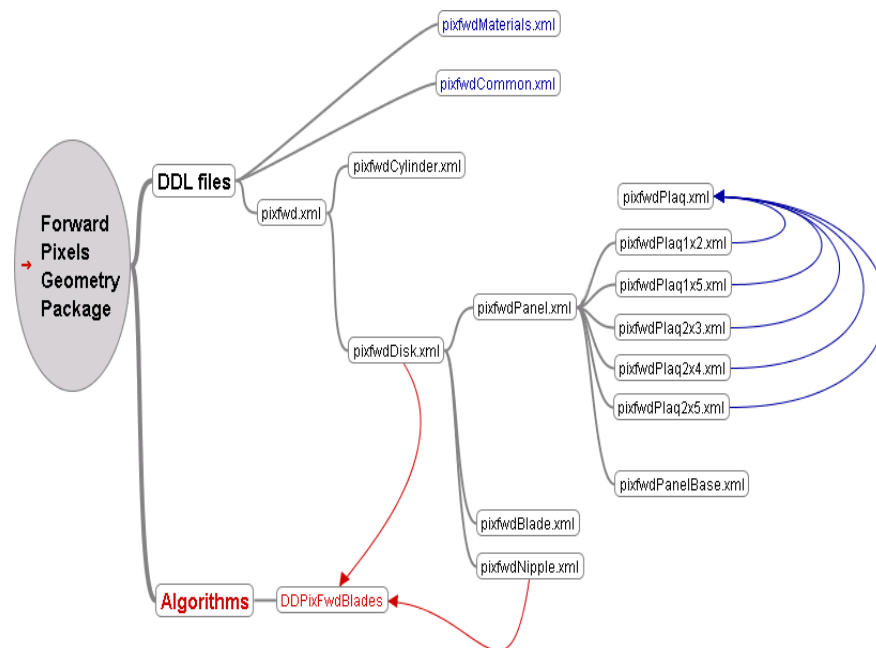 pixfwdMaterials.xml
pixfwdCommon.xml
pixfwdCylinder.xml
DDL files
pixfwd.xml
pixfwdPlaq.xml
Forward
Pixels
→ Geometry
Package
pixfwdPlaq1x2.xml
pixfwdPlaq1x5.xml
pixfwdPanel.xml
pixfwdPlaq2x3.xml
pixfwdDisk.xml
pixfwdPlaq2x4.xml
pixfwdPlaq2x5.xml
pixfwdPanelBase.xml
pixfwdBlade.xml
pixfwdNipple.xml
Algorithms
DDPixFwdBlades